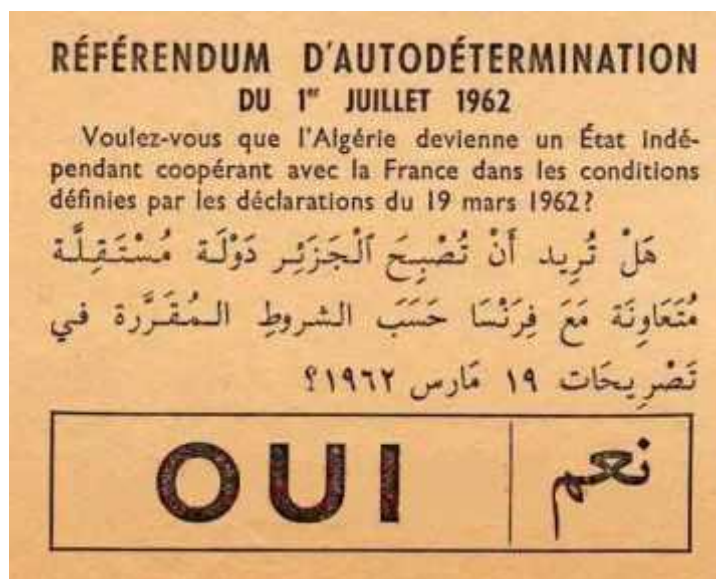 RÉFÉRENDUM D'AUTODÉTERMINATION
DU 1er JUILLET 1962
Voulez-vous que l'Algérie devienne un État indé-
pendant coopérant avec la France dans les conditions
définies par les déclarations du 19 mars 1962?
هَلْ تُرِيد أَنْ تُصْبِحَ ٱلْجَزَئِر دَوْلَة مُسْتَقِلَّة
مُتَعَاوِنَة مَعَ فِرَنْسَا حَسَبَ الشروطِ المُقَرَّرة في
تَصْرِيحَات ١٩ مَارس ١٩٦٢؟
OUI نعم